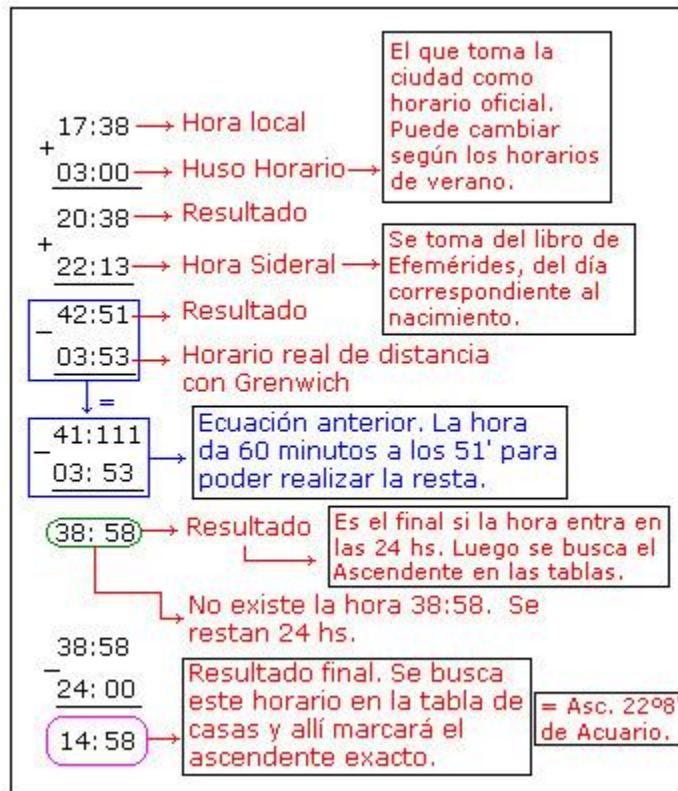 El que toma la
ciudad como
horario oficial.
Puede cambiar
según los horarios
de verano.
17:38 Hora local
+
03:00 Huso Horario
20:38 Resultado
+
22:13 Hora Sideral
Se toma del libro de
Efemérides, del día
correspondiente al
nacimiento.
42:51 Resultado
−
03:53 Horario real de distancia
con Grenwich
=
41:111
−
03: 53
Ecuación anterior. La hora
da 60 minutos a los 51' para
poder realizar la resta.
38: 58 Resultado
Es el final si la hora entra en
las 24 hs. Luego se busca el
Ascendente en las tablas.
No existe la hora 38:58. Se
restan 24 hs.
38:58
−
24: 00
14: 58
Resultado final. Se busca
este horario en la tabla de
casas y allí marcará el
ascendente exacto.
= Asc. 22º8'
de Acuario.